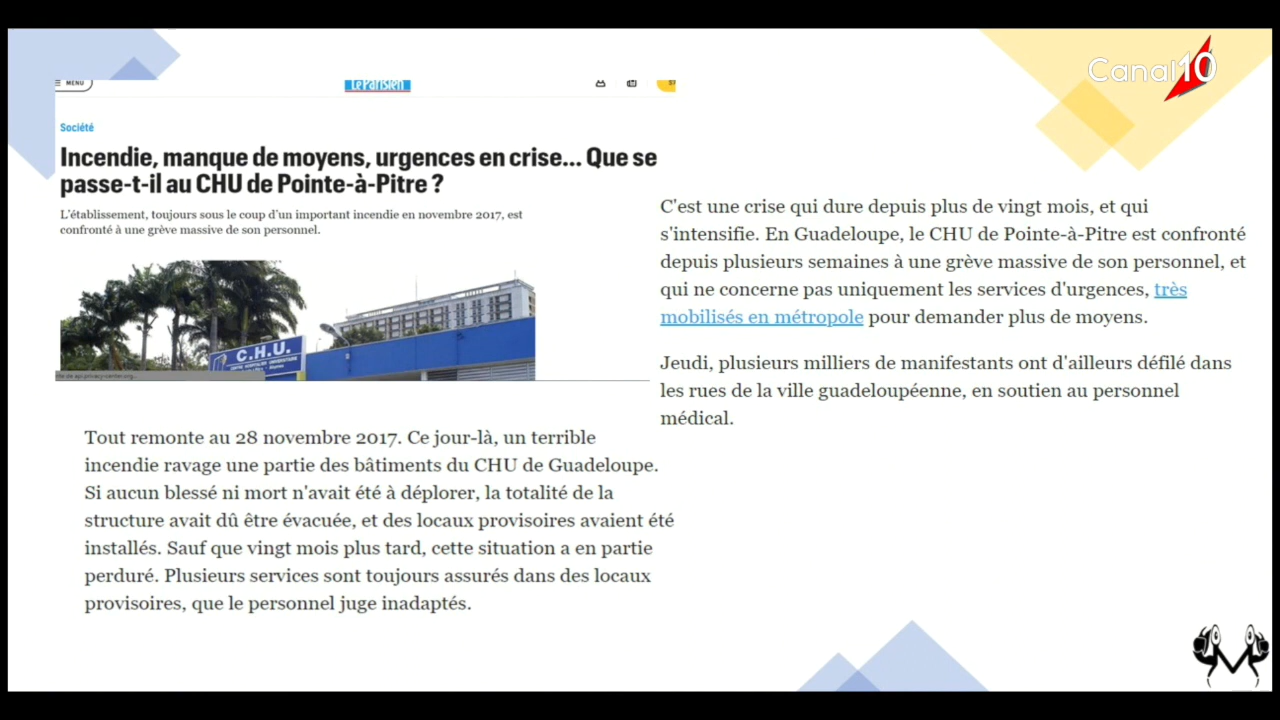 Canal10
MENU
Le Parisien
Société
Incendie, manque de moyens, urgences en crise... Que se
passe-t-il au CHU de Pointe-à-Pitre ?
L'établissement, toujours sous le coup d'un important incendie en novembre 2017, est
confronté à une grève massive de son personnel.
C.H.U.
Tout remonte au 28 novembre 2017. Ce jour-là, un terrible
incendie ravage une partie des bâtiments du CHU de Guadeloupe.
Si aucun blessé ni mort n'avait été à déplorer, la totalité de la
structure avait dû être évacuée, et des locaux provisoires avaient été
installés. Sauf que vingt mois plus tard, cette situation a en partie
perduré. Plusieurs services sont toujours assurés dans des locaux
provisoires, que le personnel juge inadaptés.
C'est une crise qui dure depuis plus de vingt mois, et qui
s'intensifie. En Guadeloupe, le CHU de Pointe-à-Pitre est confronté
depuis plusieurs semaines à une grève massive de son personnel, et
qui ne concerne pas uniquement les services d'urgences, très
mobilisés en métropole pour demander plus de moyens.
Jeudi, plusieurs milliers de manifestants ont d'ailleurs défilé dans
les rues de la ville guadeloupéenne, en soutien au personnel
médical.